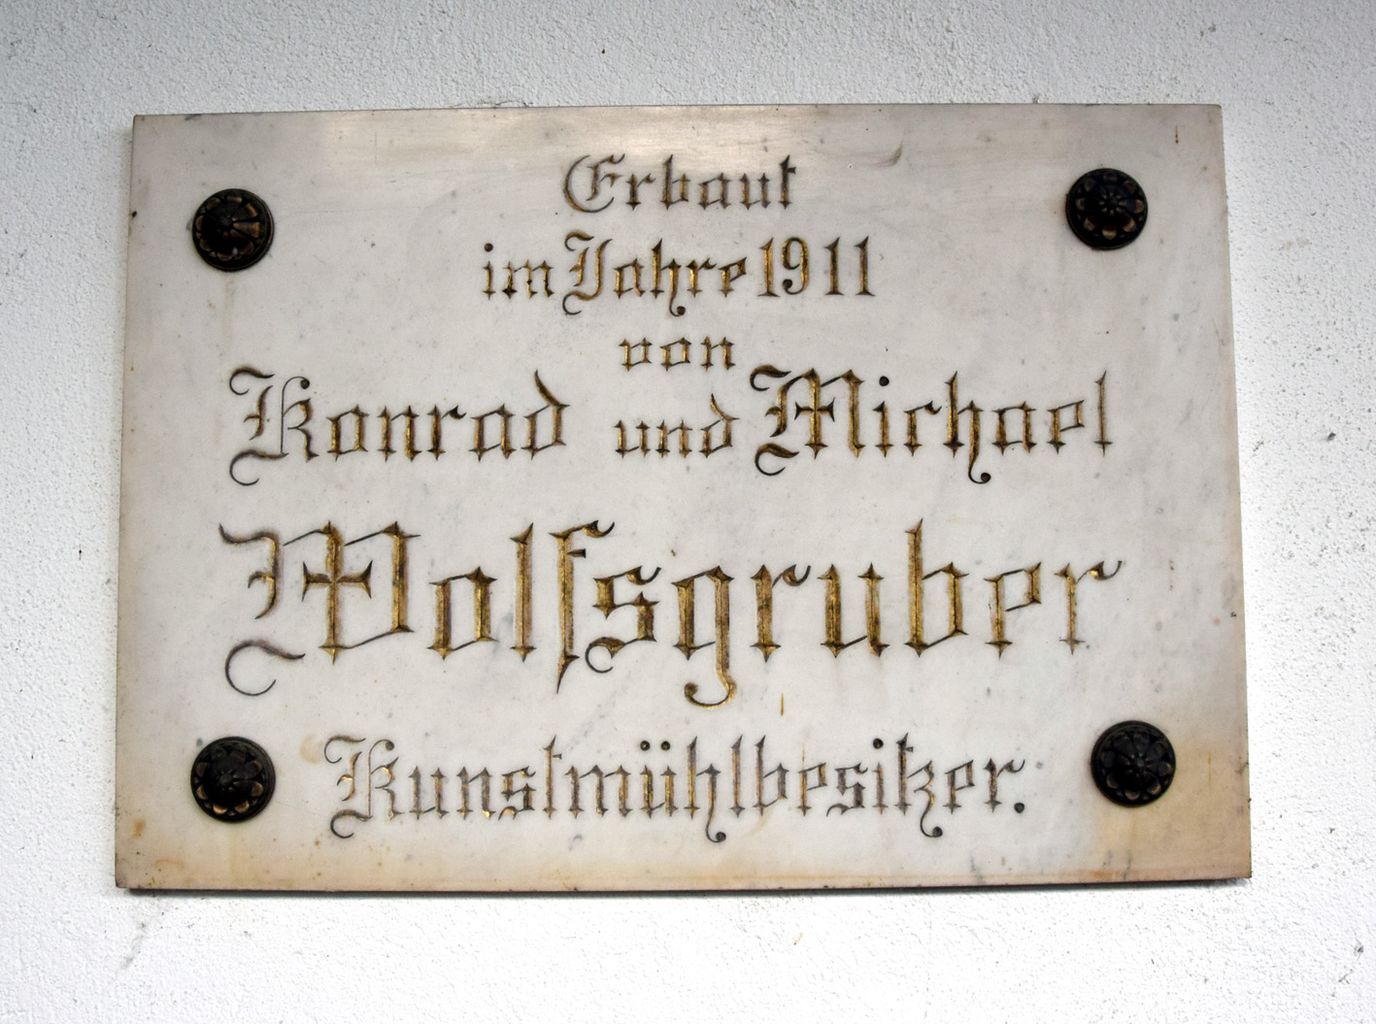 Erbaut
im Jahre 1911
von
Konrad und Michael
Wolfsgruber
Kunstmühlbesitzer.